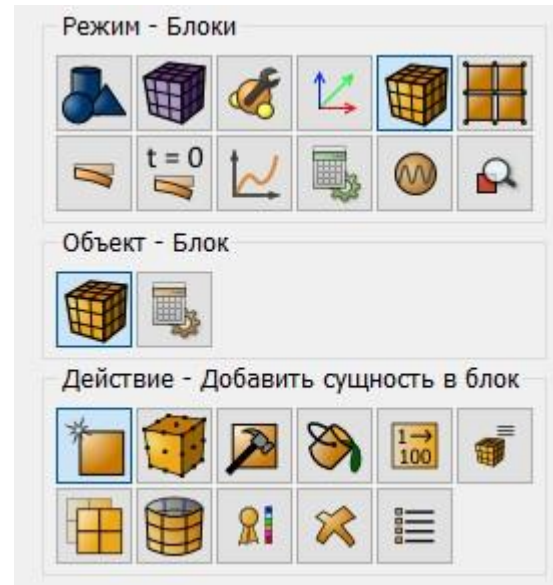 Режим - Блоки
t = 0
Объект - Блок
Действие - Добавить сущность в блок
1→
100